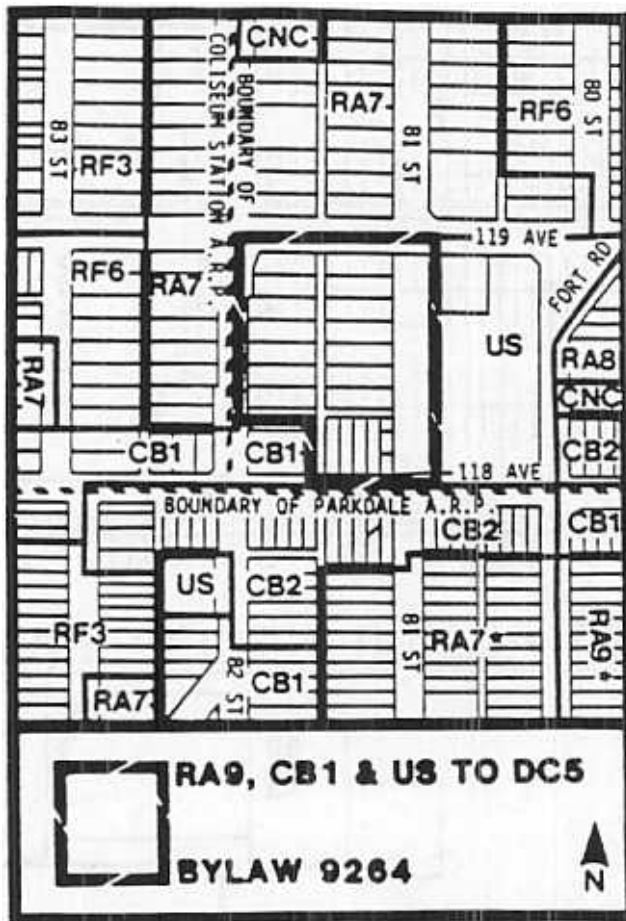 CNC
RA7
81 ST
RF6
80 ST
83 ST
RF3
BOUNDARY OF
COLISEUM STATION A.R.P.
119 AVE
RF6
RA7
FORT RD
US
RA7
RA8
CNC
CB1
CB1
CB2
118 AVE
BOUNDARY OF PARKDALE A.R.P.
CB2
CB1
US
CB2
RF3
81 ST
RA7*
RA9*
82 ST
CB1
RA7
RA9, CB1 & US TO DC5
BYLAW 9264
N